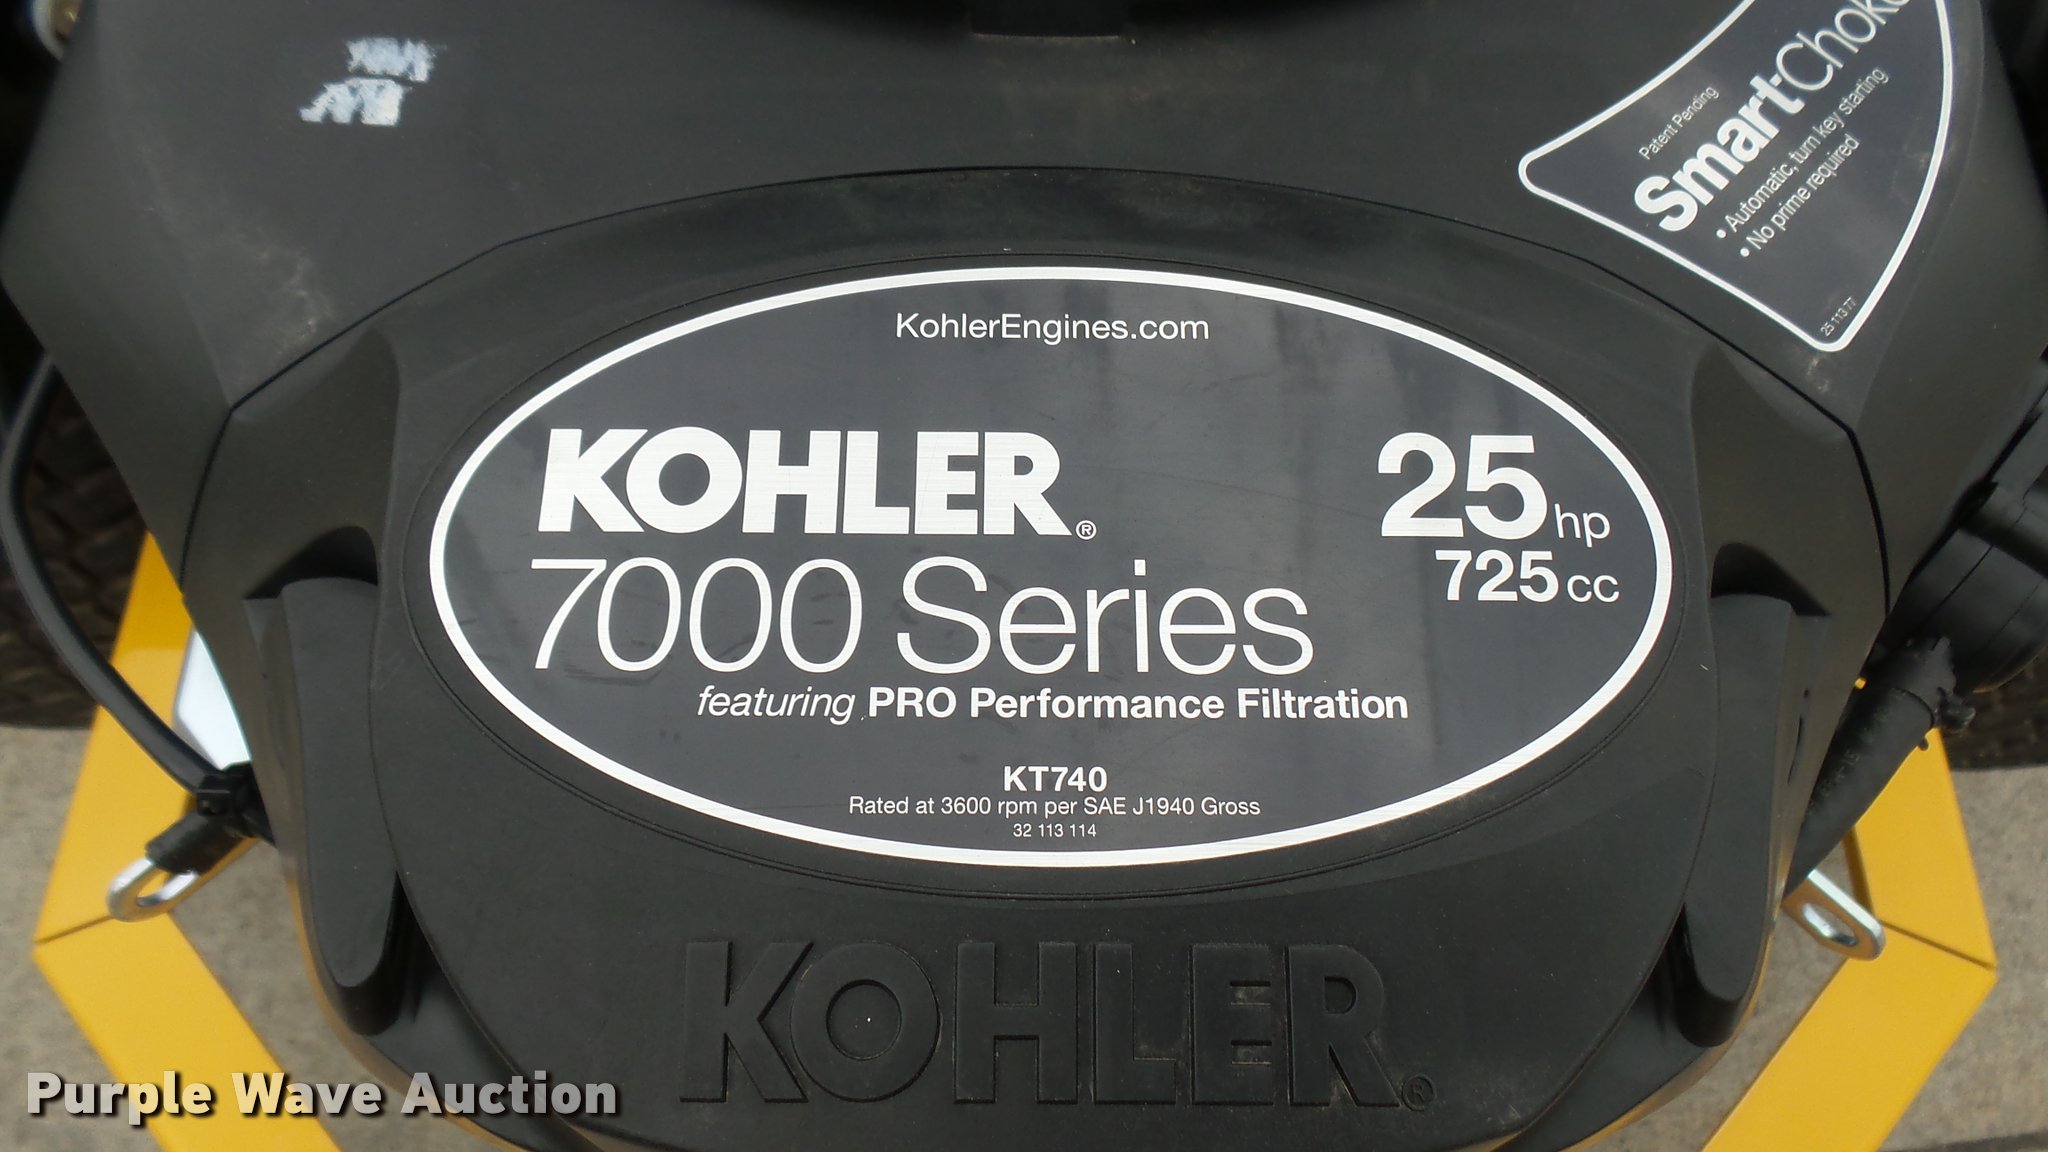 Patent Pending
Smart-Choke
• Automatic, turn key starting
• No prime required
25 113 77
KohlerEngines.com
KOHLER® 25 hp
7000 Series 725 cc
featuring PRO Performance Filtration
KT740
Rated at 3600 rpm per SAE J1940 Gross
32 113 114
KOHLER®
Purple Wave Auction